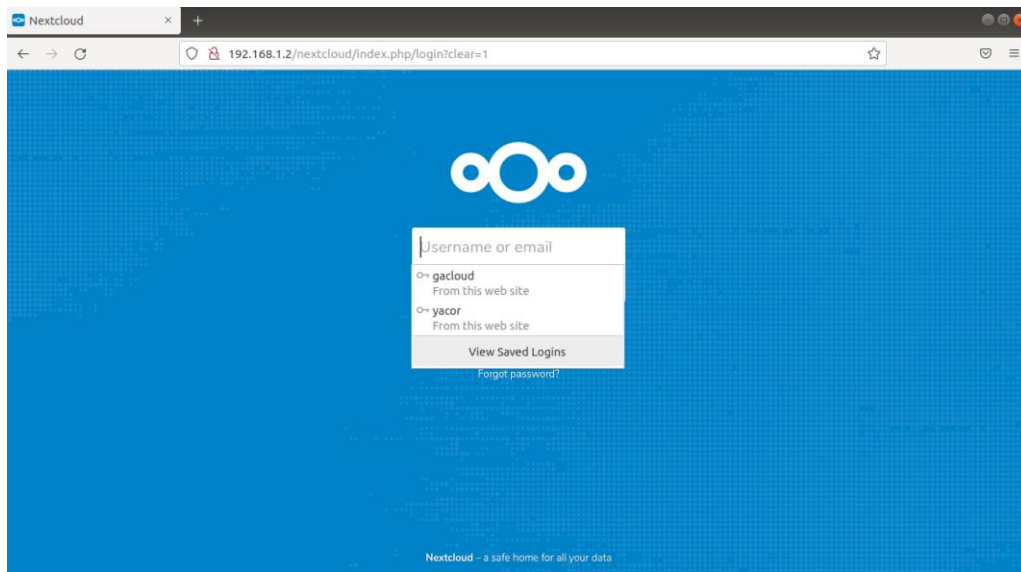 Nextcloud
192.168.1.2/nextcloud/index.php/login?clear=1
Username or email
gacloud
From this web site
yacor
From this web site
View Saved Logins
Forgot password?
Nextcloud – a safe home for all your data